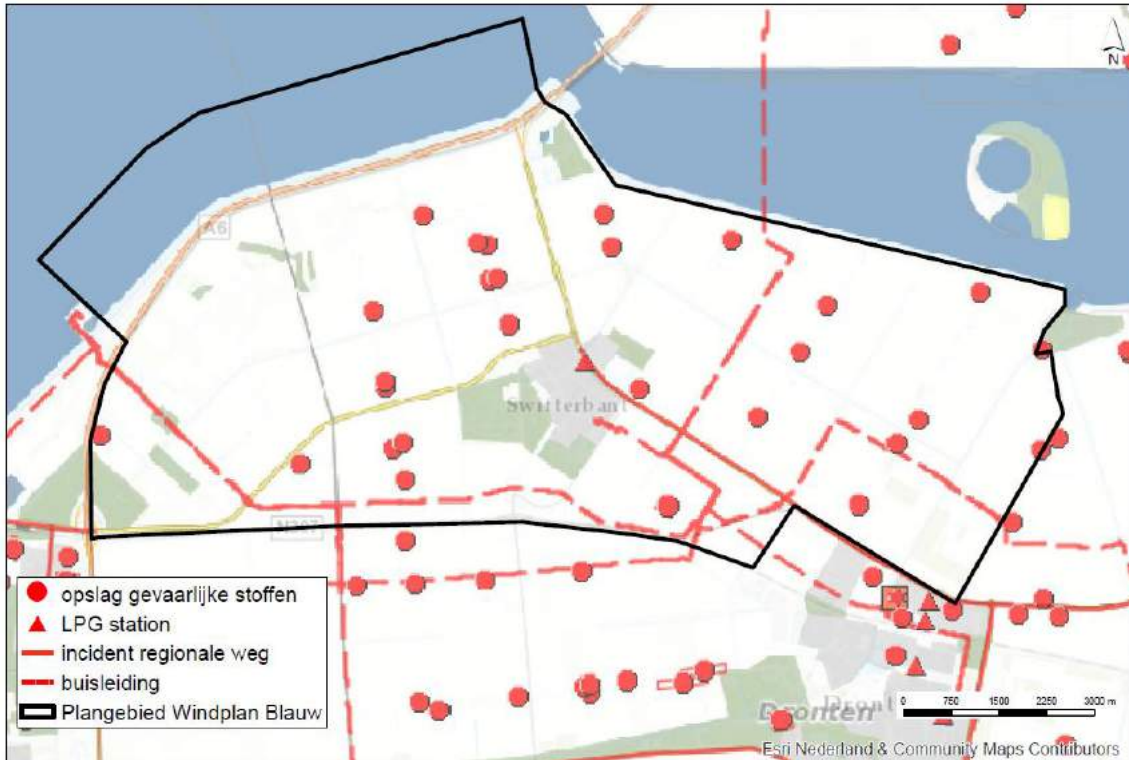 N
A6
Swifterbant
N307
opslag gevaarlijke stoffen
LPG station
incident regionale weg
buisleiding
Plangebied Windplan Blauw
Dronten
0 750 1500 2250 3000 m
Esri Nederland & Community Maps Contributors